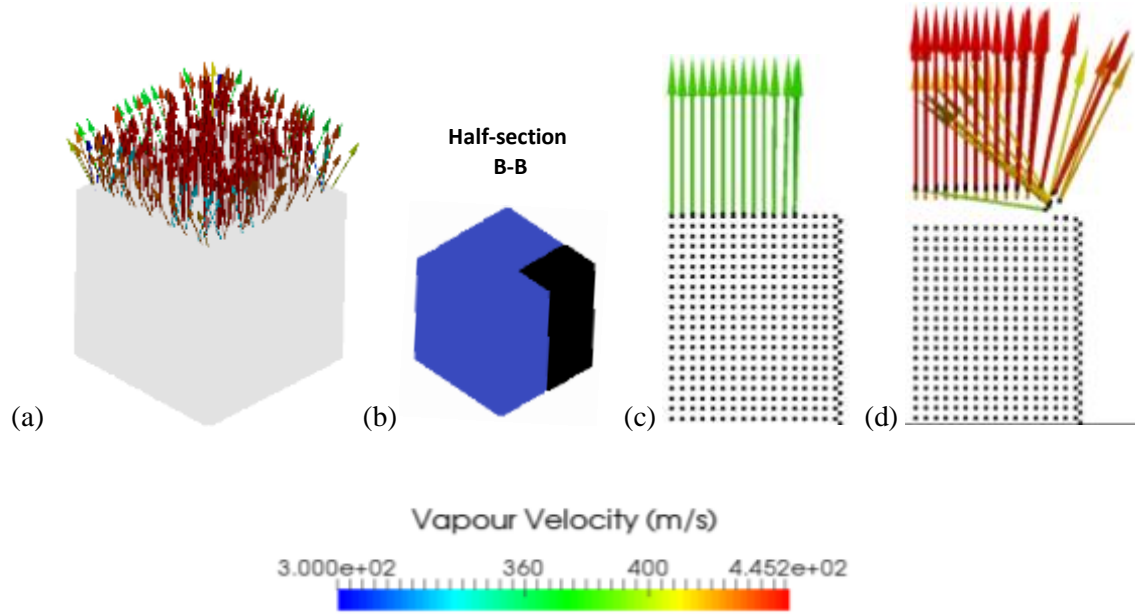 Half-section
B-B
(a)
(b)
(c)
(d)
Vapour Velocity (m/s)
3.000e+02 360 400 4.452e+02